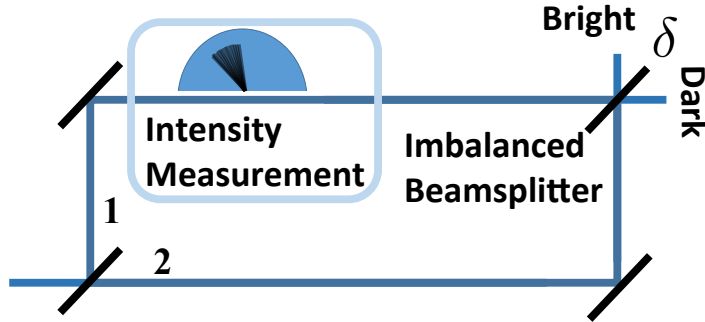 Bright
δ
Dark
Intensity
Measurement
Imbalanced
Beamsplitter
1
2